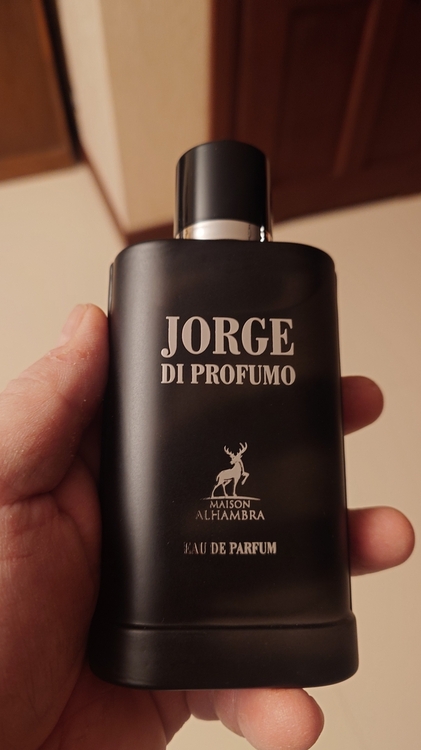 JORGE
DI PROFUMO
MAISON
ALHAMBRA
EAU DE PARFUM